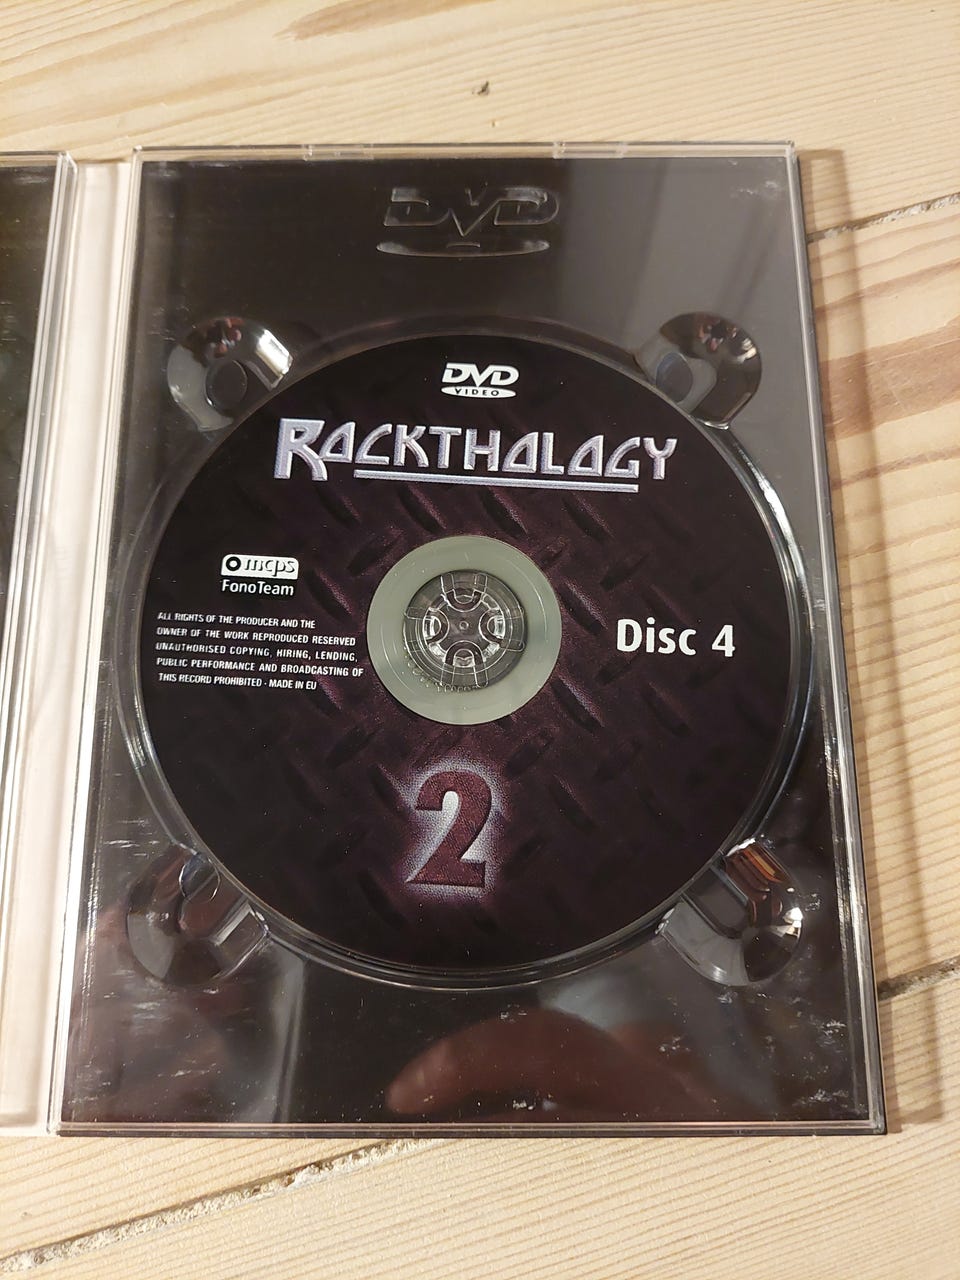 DVD
DVD
VIDEO
ROCKTHOLOGY
mcps
FonoTeam
ALL RIGHTS OF THE PRODUCER AND THE
OWNER OF THE WORK REPRODUCED RESERVED
UNAUTHORISED COPYING, HIRING, LENDING,
PUBLIC PERFORMANCE AND BROADCASTING OF
THIS RECORD PROHIBITED - MADE IN EU
Disc 4
2